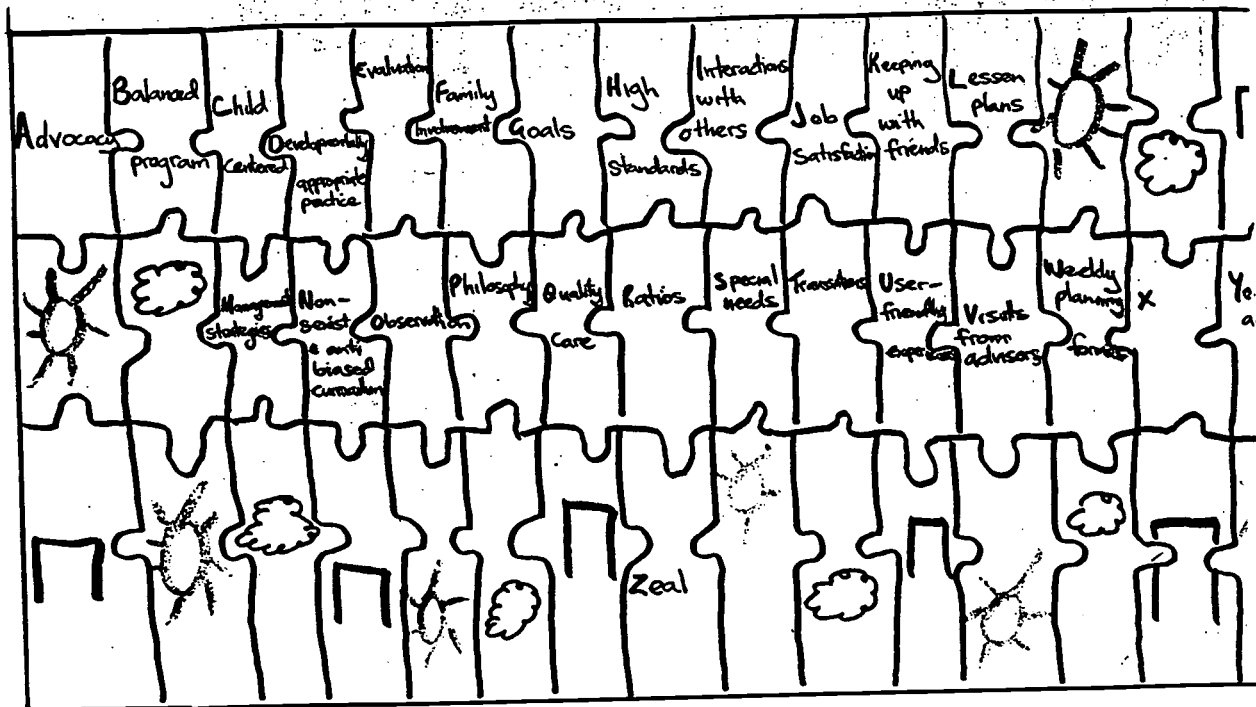 Advocacy
Balanced
program
Child
Centered
Developmentally
appropriate
practice
Evaluation
Family
Involvement
Goals
High
Standards
Interactions
with
others
Job
Satisfaction
Keeping
up
with
friends
Lesson
plans
Management
strategies
Non-
sexist
& anti
biased
curriculum
Observation
Philosophy
Quality
Care
Ratios
Special
needs
Transitions
User-
friendly
Visits
from
advisors
Weekly
planning
X
Ye
a
Zeal